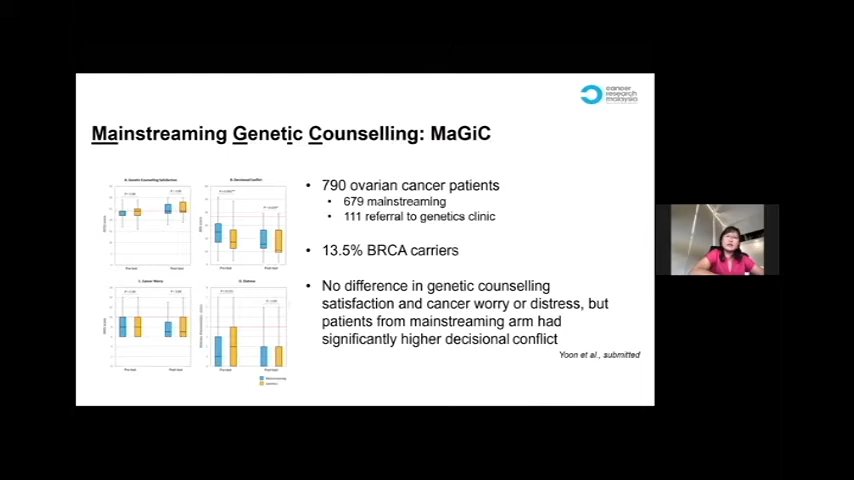 cancer
research
malaysia
Mainstreaming Genetic Counselling: MaGiC
A. Genetic Counselling Satisfaction
B. Decisional Conflict
Pre-test
Post-test
Pre-test
Post-test
C. Cancer Worry
D. Distress
Pre-test
Post-test
Pre-test
Post-test
Mainstreaming
Genetics
• 790 ovarian cancer patients
• 679 mainstreaming
• 111 referral to genetics clinic
• 13.5% BRCA carriers
• No difference in genetic counselling
satisfaction and cancer worry or distress, but
patients from mainstreaming arm had
significantly higher decisional conflict
Yoon et al., submitted